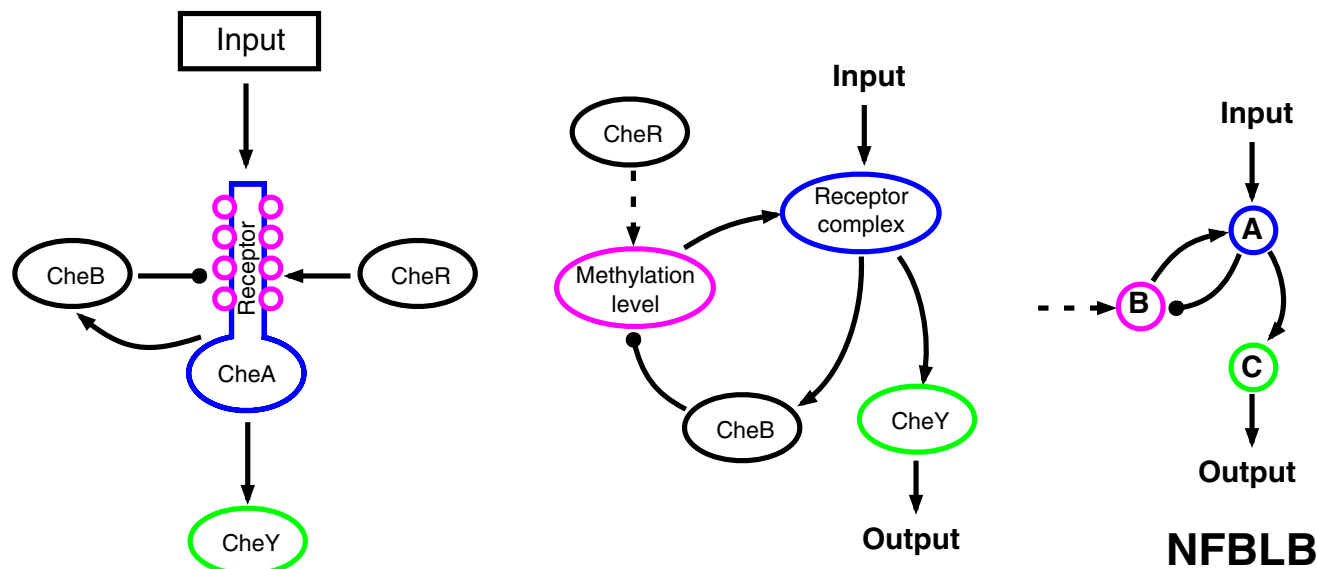 Input
CheB
Receptor
CheR
CheA
CheY
Input
CheR
Receptor
complex
Methylation
level
CheB
CheY
Output
Input
A
B
C
Output
NFBLB